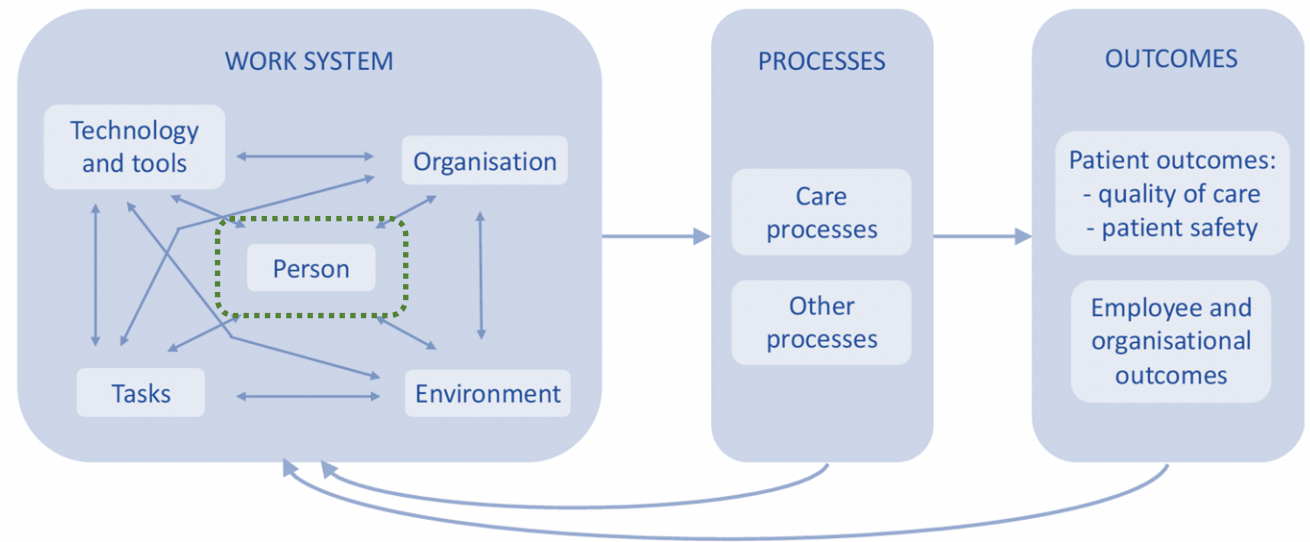 WORK SYSTEM
Technology
and tools
Organisation
Person
Tasks
Environment
PROCESSES
Care
processes
Other
processes
OUTCOMES
Patient outcomes:
- quality of care
- patient safety
Employee and
organisational
outcomes